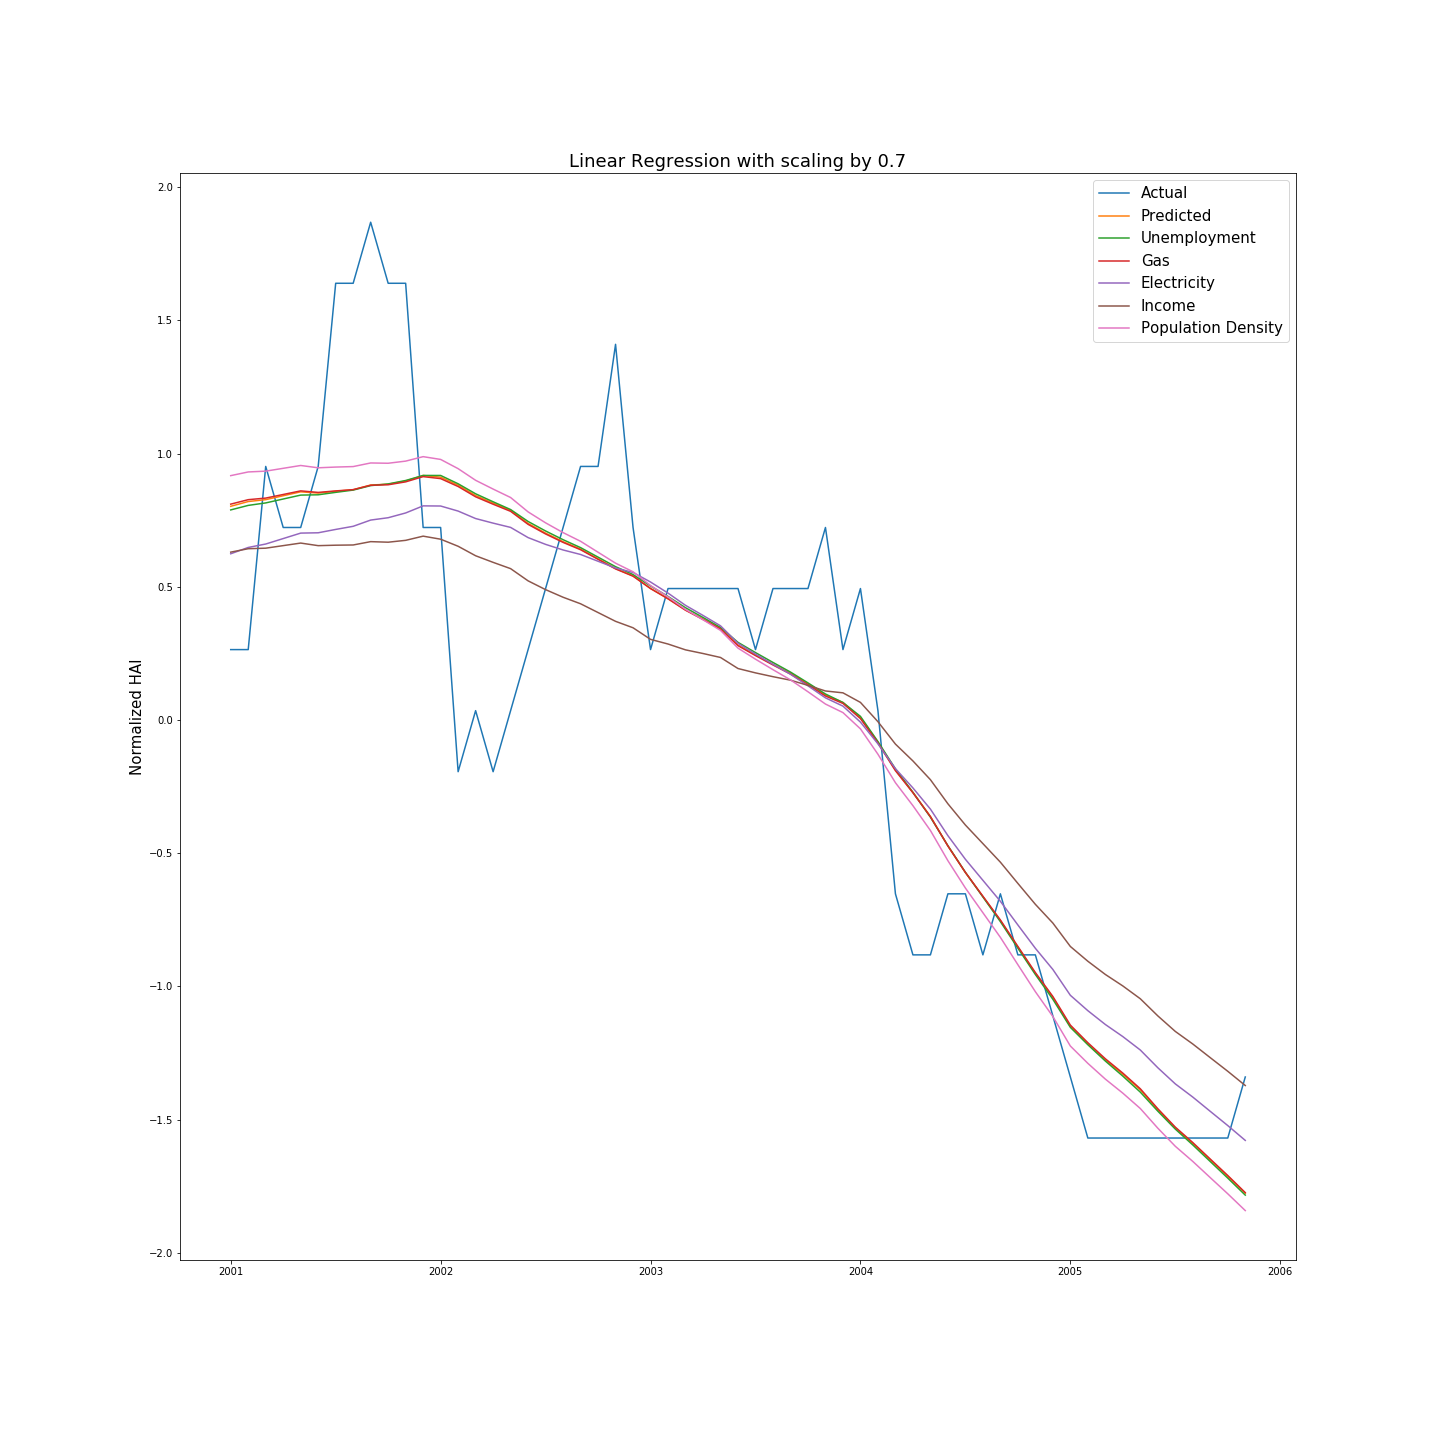 Linear Regression with scaling by 0.7
2.0
1.5
1.0
0.5
0.0
−0.5
−1.0
−1.5
−2.0
Normalized HAI
2001
2002
2003
2004
2005
2006
Actual
Predicted
Unemployment
Gas
Electricity
Income
Population Density